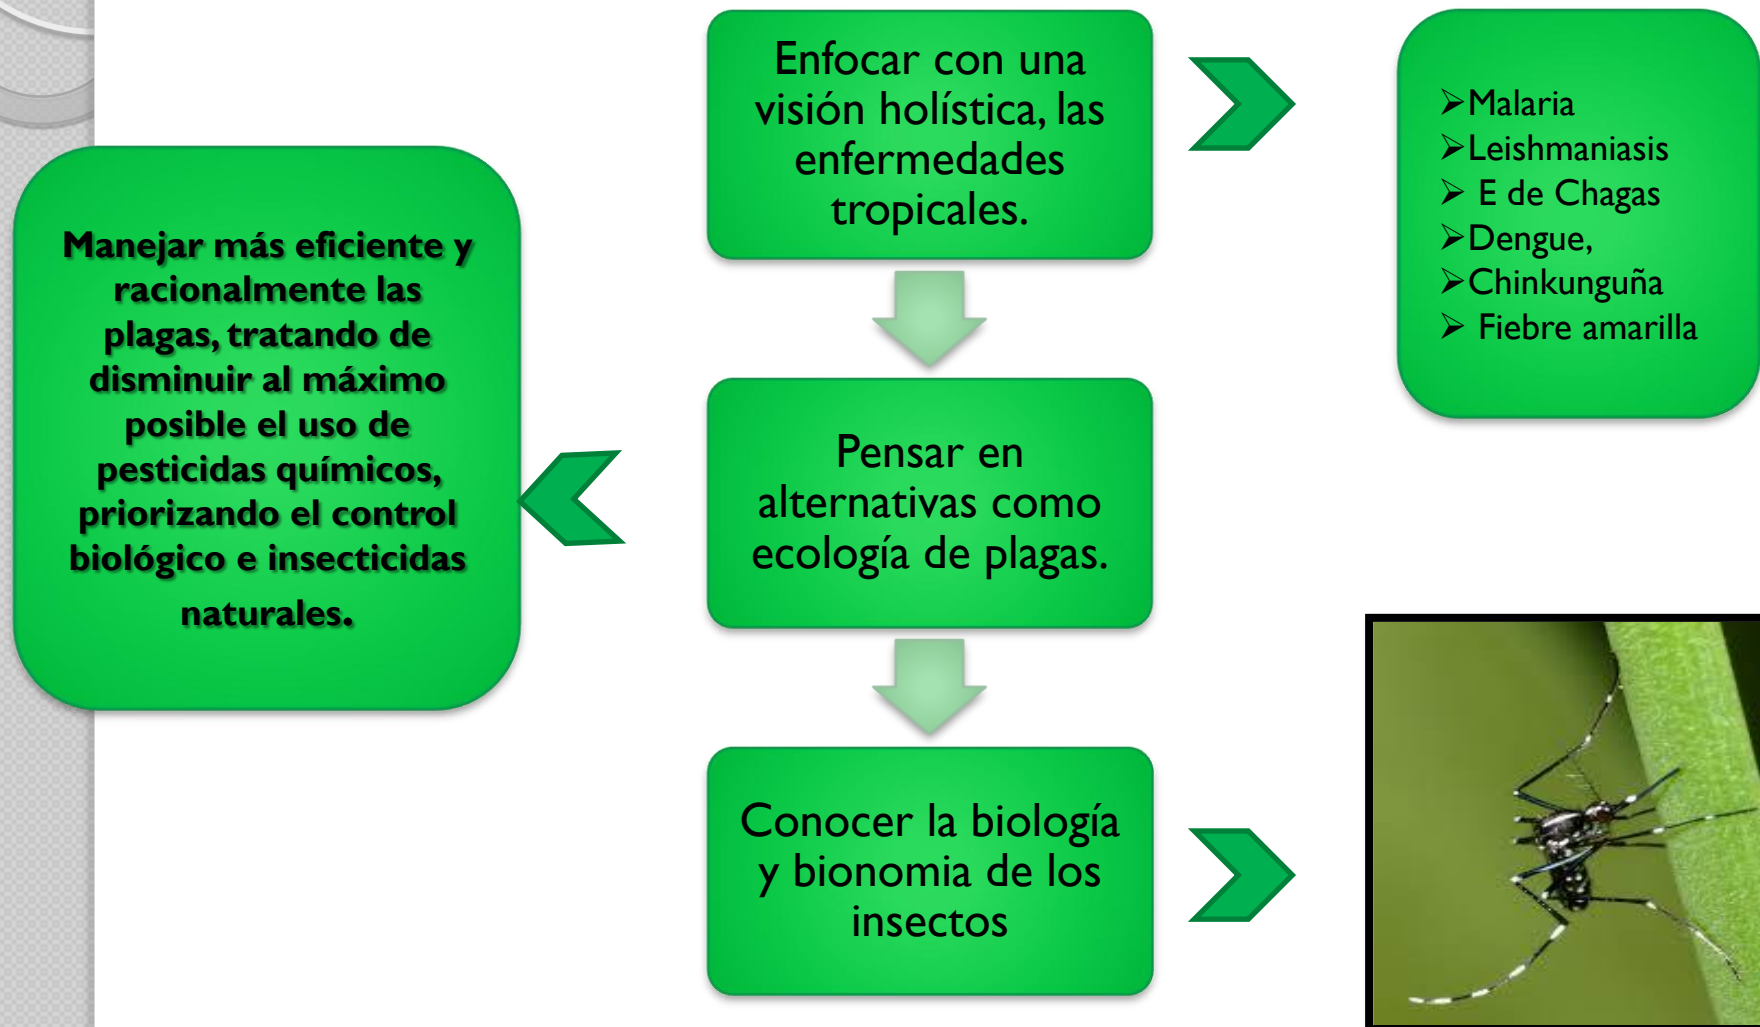 Enfocar con una
visión holística, las
enfermedades
tropicales.
➢Malaria
➢Leishmaniasis
➢ E de Chagas
➢Dengue,
➢Chinkunguña
➢ Fiebre amarilla
Pensar en
alternativas como
ecología de plagas.
Manejar más eficiente y
racionalmente las
plagas, tratando de
disminuir al máximo
posible el uso de
pesticidas químicos,
priorizando el control
biológico e insecticidas
naturales.
Conocer la biología
y bionomia de los
insectos